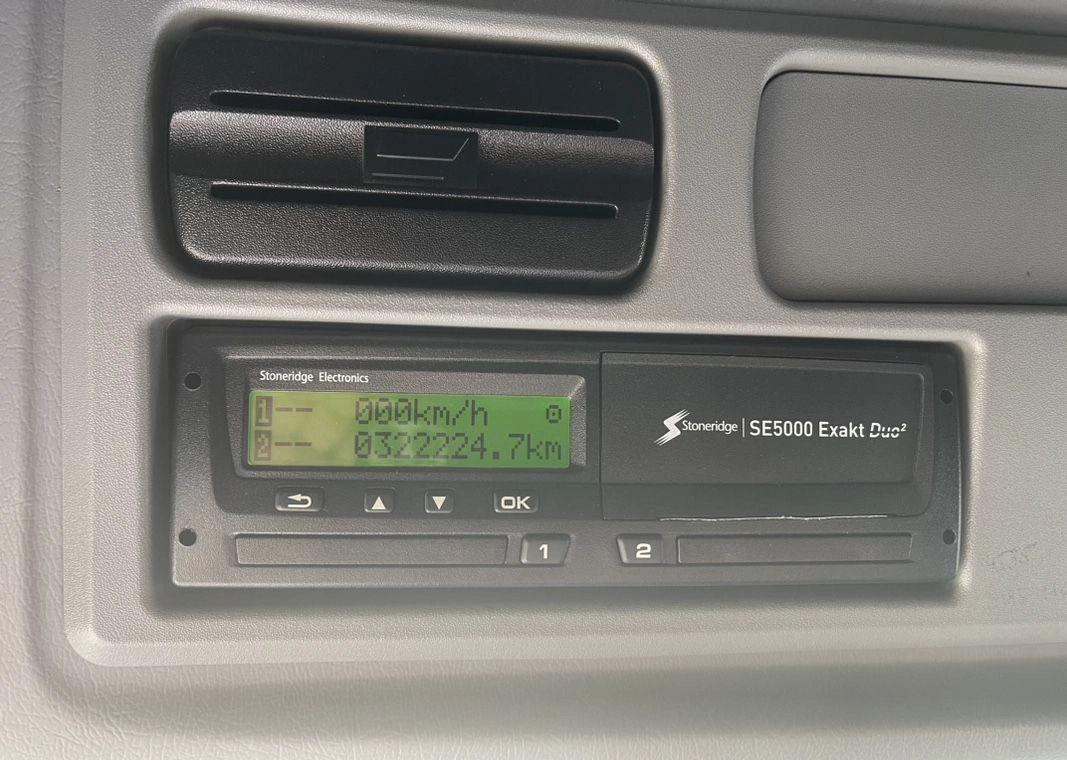 Stoneridge Electronics
1-- 000km/h
2-- 0322224.7km
Stoneridge | SE5000 Exakt Duo²
OK
1 2